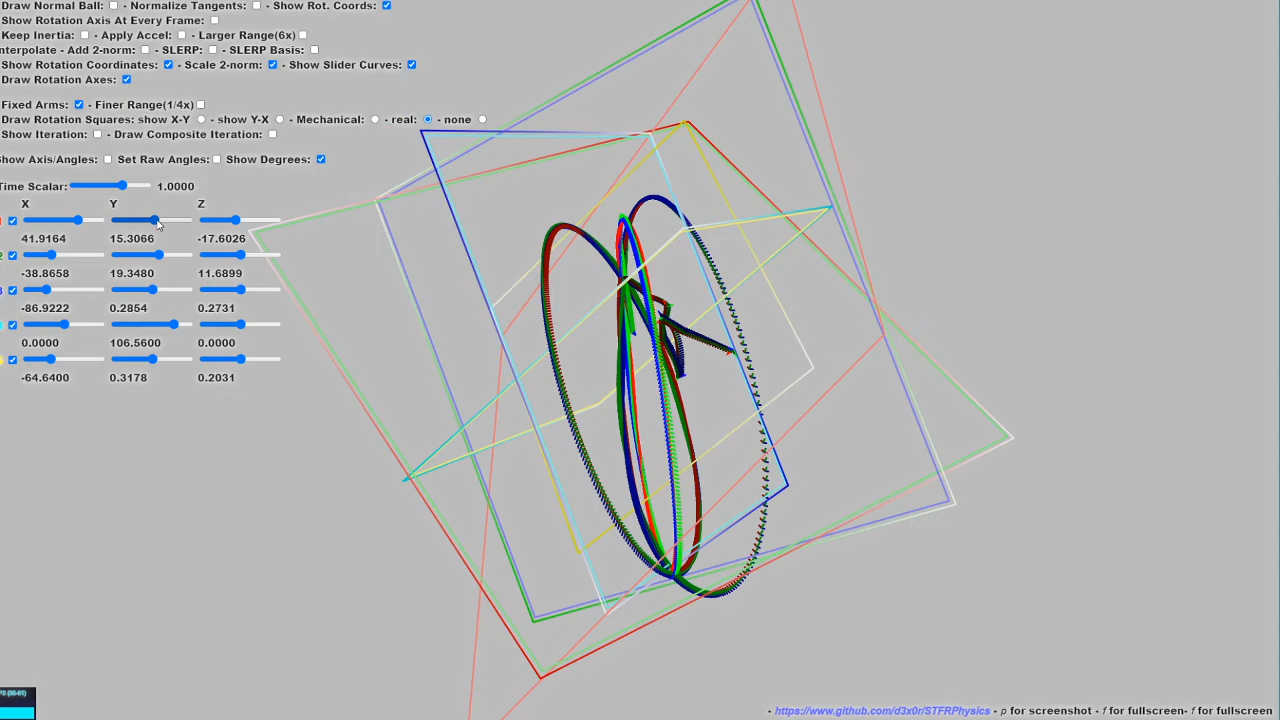 Draw Normal Ball: - Normalize Tangents: - Show Rot. Coords:
Show Rotation Axis At Every Frame:
Keep Inertia: - Apply Accel: - Larger Range(6x)
nterpolate - Add 2-norm: - SLERP: - SLERP Basis:
Show Rotation Coordinates: - Scale 2-norm: - Show Slider Curves:
Draw Rotation Axes:
Fixed Arms: - Finer Range(1/4x)
Draw Rotation Squares: show X-Y - show Y-X - Mechanical: - real: - none
Show Iteration: - Draw Composite Iteration:
Show Axis/Angles: Set Raw Angles: Show Degrees:
Time Scalar: 1.0000
X Y Z
41.9164 15.3066 -17.6026
-38.8658 19.3480 11.6899
-86.9222 0.2854 0.2731
0.0000 106.5600 0.0000
-64.6400 0.3178 0.2031
- https://www.github.com/d3x0r/STFRPhysics - p for screenshot - f for fullscreen- f for fullscreen